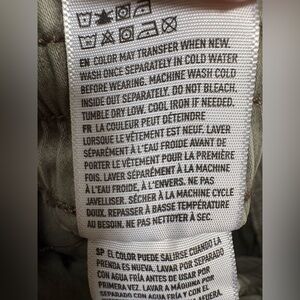 EN COLOR MAY TRANSFER WHEN NEW.
WASH ONCE SEPARATELY IN COLD WATER
BEFORE WEARING. MACHINE WASH COLD
INSIDE OUT SEPARATELY. DO NOT BLEACH.
TUMBLE DRY LOW. COOL IRON IF NEEDED.
FR LA COULEUR PEUT DÉTEINDRE
LORSQUE LE VÊTEMENT EST NEUF. LAVER
SÉPARÉMENT À L'EAU FROIDE AVANT DE
PORTER LE VÊTEMENT POUR LA PREMIÈRE
FOIS. LAVER SÉPARÉMENT À LA MACHINE
À L'EAU FROIDE, À L'ENVERS. NE PAS
JAVELLISER. SÉCHER À LA MACHINE CYCLE
DOUX. REPASSER À BASSE TEMPÉRATURE
AU BESOIN. NE PAS NETTOYER À SEC.
SP EL COLOR PUEDE SALIRSE CUANDO LA
PRENDA ES NUEVA. LAVAR POR SEPARADO
CON AGUA FRÍA ANTES DE USAR POR
PRIMERA VEZ. LAVAR A MÁQUINA EN
SEPARADO CON AGUA FRÍA Y